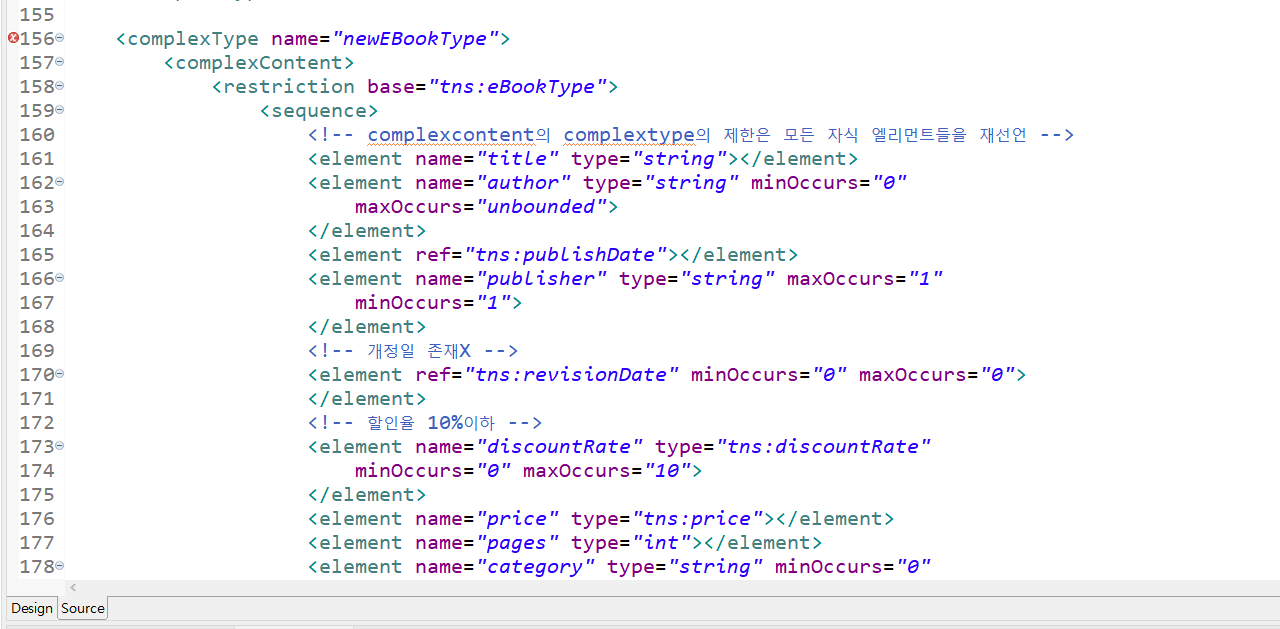 155
156 <complexType name="newEBookType">
157 <complexContent>
158 <restriction base="tns:eBookType">
159 <sequence>
160 <!-- complexcontent의 complextype의 제한은 모든 자식 엘리먼트들을 재선언 -->
161 <element name="title" type="string"></element>
162 <element name="author" type="string" minOccurs="0"
163 maxOccurs="unbounded">
164 </element>
165 <element ref="tns:publishDate"></element>
166 <element name="publisher" type="string" maxOccurs="1"
167 minOccurs="1">
168 </element>
169 <!-- 개정일 존재X -->
170 <element ref="tns:revisionDate" minOccurs="0" maxOccurs="0">
171 </element>
172 <!-- 할인율 10%이하 -->
173 <element name="discountRate" type="tns:discountRate"
174 minOccurs="0" maxOccurs="10">
175 </element>
176 <element name="price" type="tns:price"></element>
177 <element name="pages" type="int"></element>
178 <element name="category" type="string" minOccurs="0"
Design Source